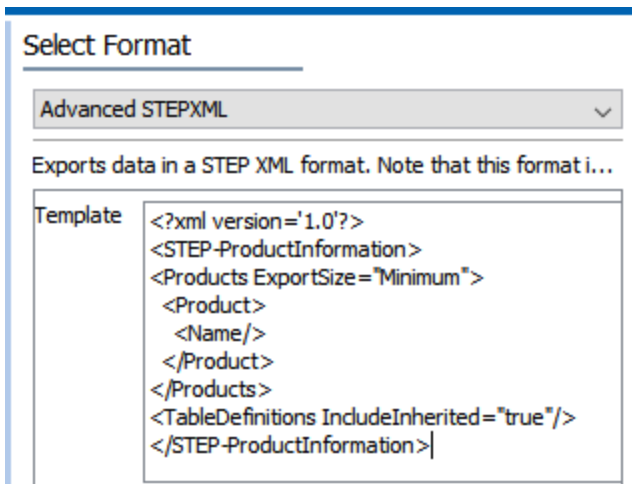 Select Format
Advanced STEPXML
Exports data in a STEP XML format. Note that this format i...
Template
<?xml version='1.0'?>
<STEP-ProductInformation>
<Products ExportSize="Minimum">
<Product>
<Name/>
</Product>
</Products>
<TableDefinitions IncludeInherited="true"/>
</STEP-ProductInformation>